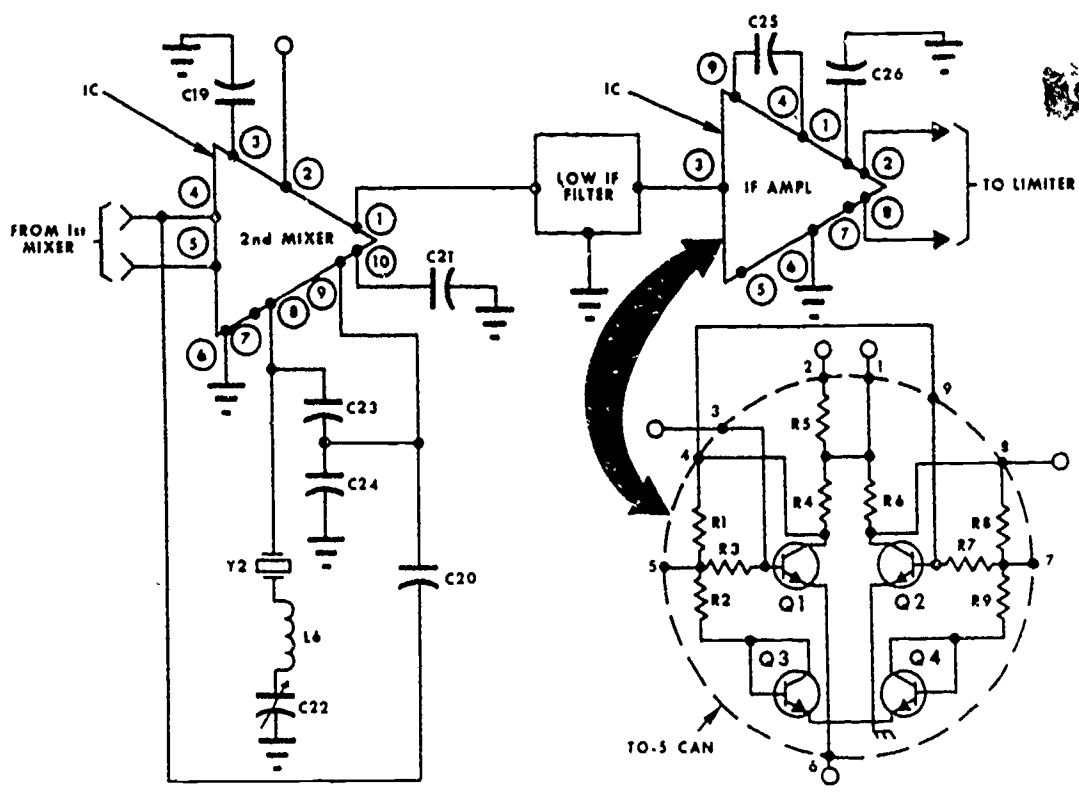 C25
C26
IC
C19
IC
9
4
1
3
2
3
2
4
LOW IF
FILTER
IF AMPL
TO LIMITER
1
8
FROM 1st
MIXER
5
2nd MIXER
7
10
C21
6
9
5
8
7
6
2
1
9
3
R5
C23
4
8
R4
R6
C24
R1
R8
R3
R7
Y2
5
7
C20
R2
Q1
Q2
R9
L6
Q3
Q4
C22
TO-5 CAN
6